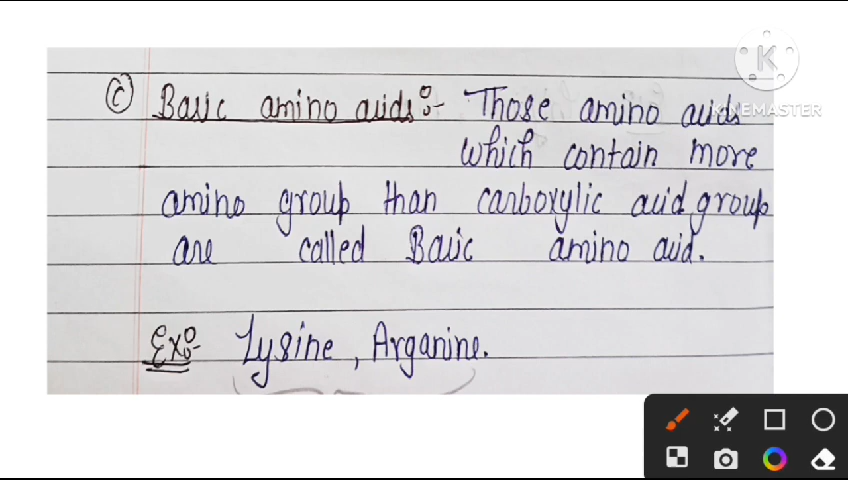 K
KINEMASTER
Ⓒ Basic amino acids:- Those amino acids
which contain more
amino group than carboxylic acid group
are called Basic amino acid.
Ex:- Lysine, Arganine.